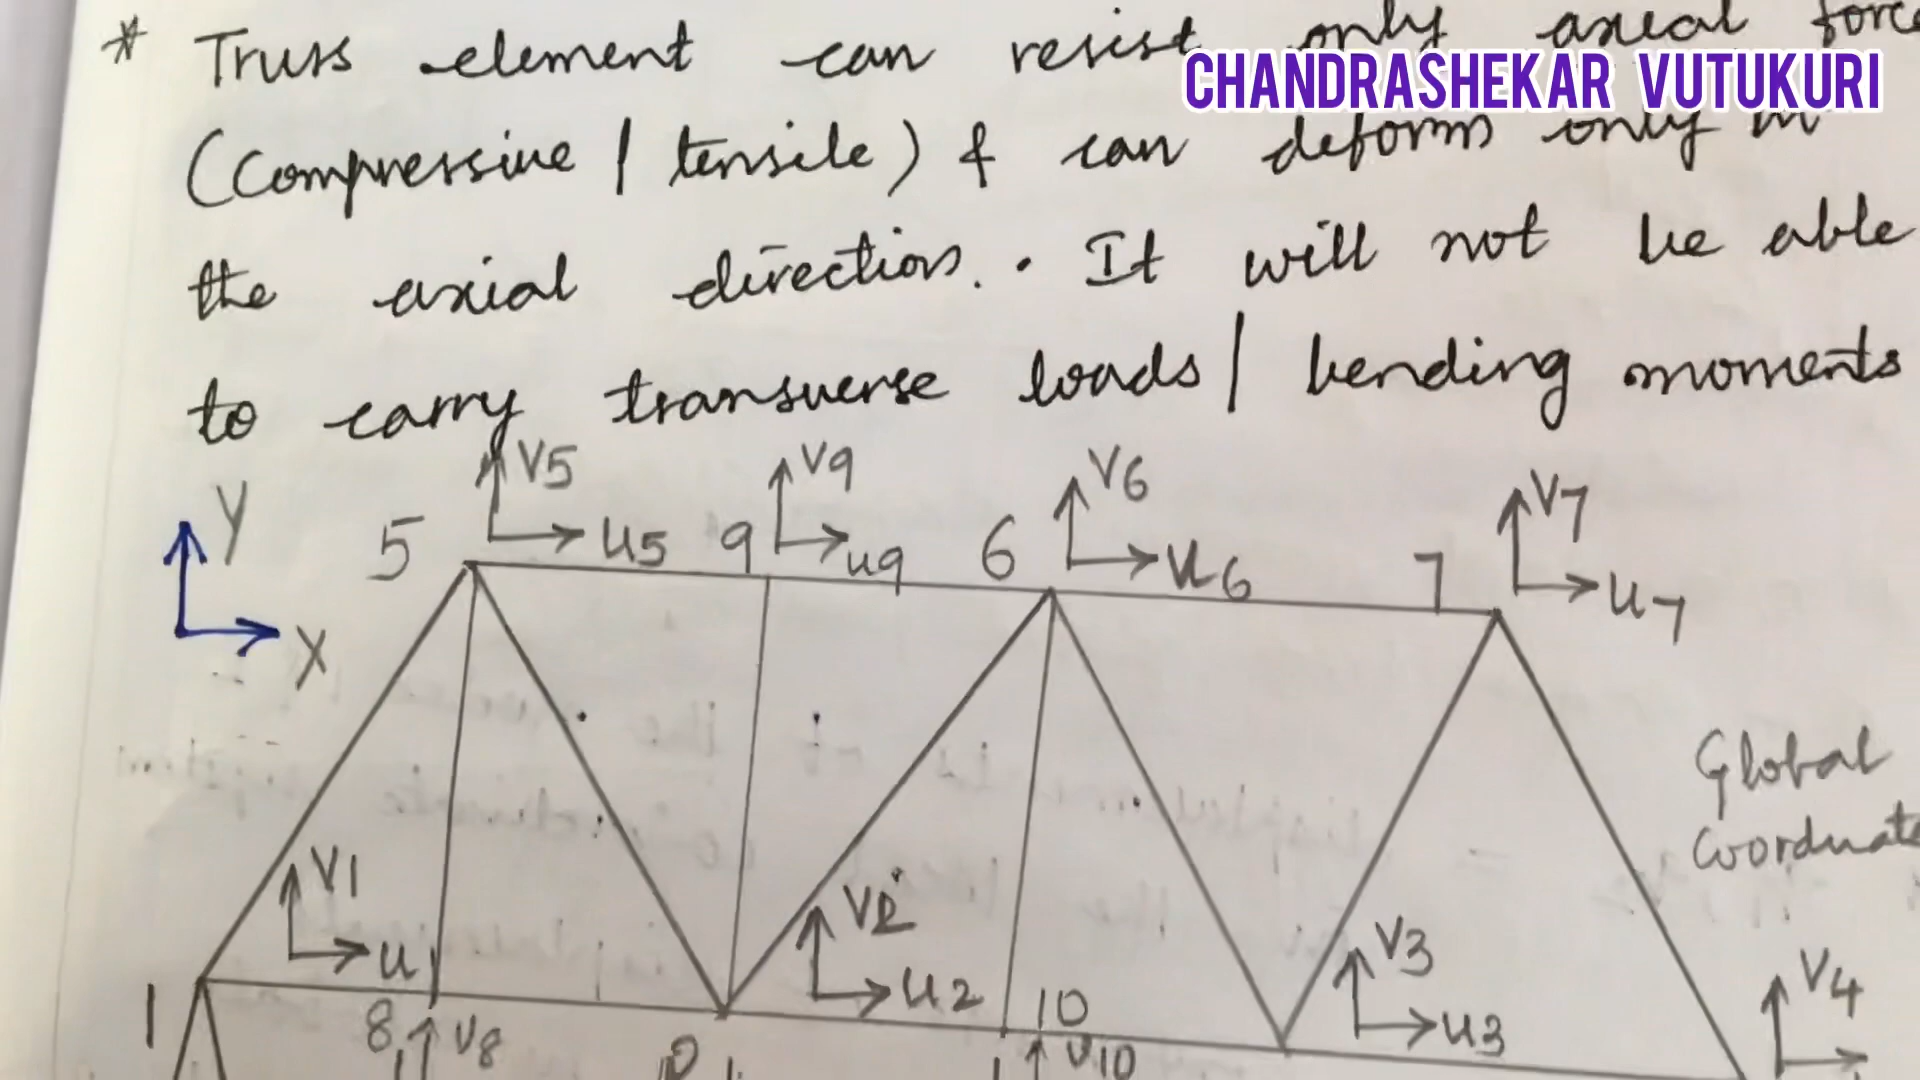 * Truss element can resist only axial force
CHANDRASHEKAR VUTUKURI
(Compressive / tensile) & can deform only in
the axial direction. It will not be able
to carry transverse loads / bending moments
V5 V9 V6 V7
Y 5 u5 9 u9 6 u6 7 u7
X
Global
Coordinate
V1 V2 V3 V4
1 u1 u2 u3
8 V8 10 V10